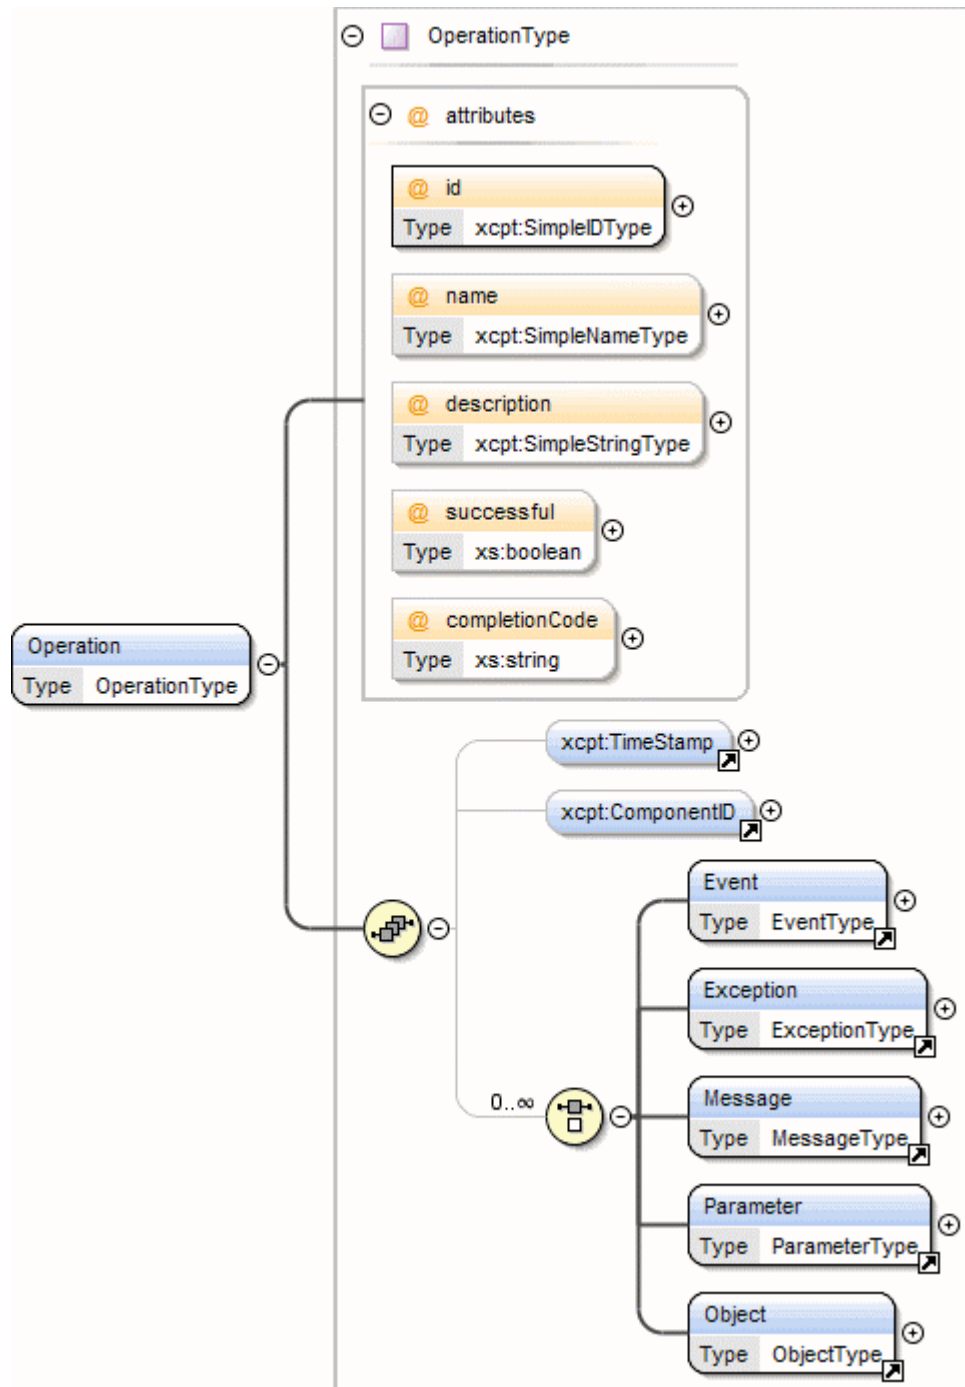 OperationType
@ attributes
@ id
Type xcpt:SimpleIDType
@ name
Type xcpt:SimpleNameType
@ description
Type xcpt:SimpleStringType
@ successful
Type xs:boolean
@ completionCode
Type xs:string
Operation
Type OperationType
xcpt:TimeStamp
xcpt:ComponentID
Event
Type EventType
Exception
Type ExceptionType
0..∞
Message
Type MessageType
Parameter
Type ParameterType
Object
Type ObjectType